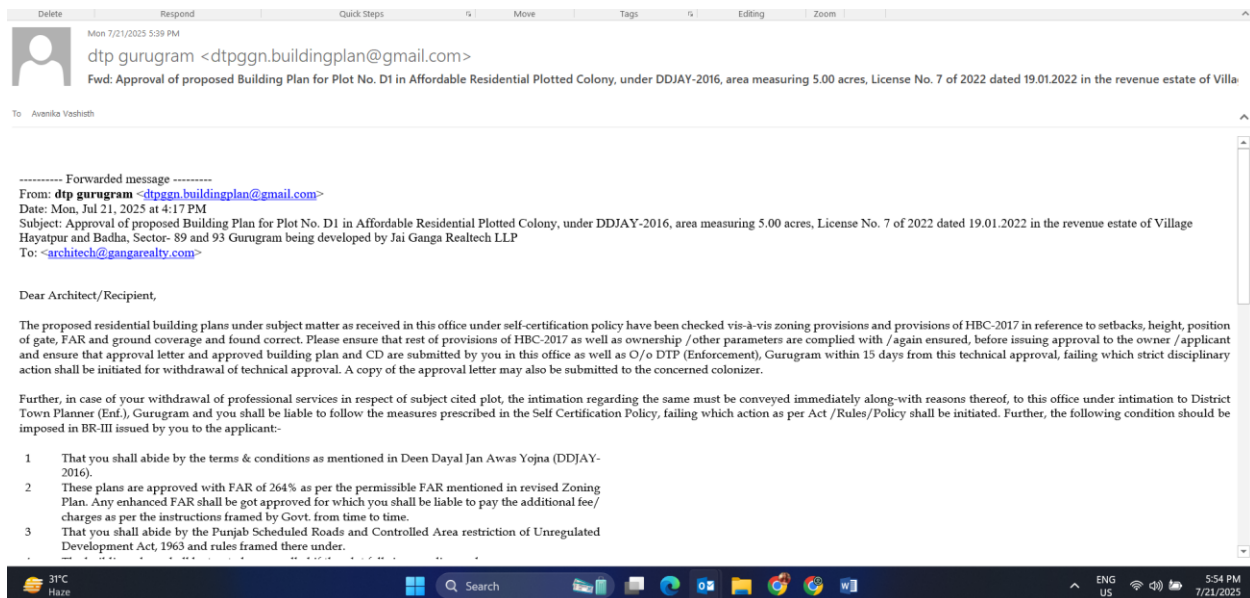 Delete Respond Quick Steps Move Tags Editing Zoom
Mon 7/21/2025 5:39 PM
dtp gurugram <dtpggn.buildingplan@gmail.com>
Fwd: Approval of proposed Building Plan for Plot No. D1 in Affordable Residential Plotted Colony, under DDJAY-2016, area measuring 5.00 acres, License No. 7 of 2022 dated 19.01.2022 in the revenue estate of Villa
To Avanika Vashisth
---------- Forwarded message ---------
From: dtp gurugram <dtpggn.buildingplan@gmail.com>
Date: Mon, Jul 21, 2025 at 4:17 PM
Subject: Approval of proposed Building Plan for Plot No. D1 in Affordable Residential Plotted Colony, under DDJAY-2016, area measuring 5.00 acres, License No. 7 of 2022 dated 19.01.2022 in the revenue estate of Village
Hayatpur and Badha, Sector- 89 and 93 Gurugram being developed by Jai Ganga Realtech LLP
To: <architech@gangarealty.com>
Dear Architect/Recipient,
The proposed residential building plans under subject matter as received in this office under self-certification policy have been checked vis-à-vis zoning provisions and provisions of HBC-2017 in reference to setbacks, height, position
of gate, FAR and ground coverage and found correct. Please ensure that rest of provisions of HBC-2017 as well as ownership /other parameters are complied with /again ensured, before issuing approval to the owner /applicant
and ensure that approval letter and approved building plan and CD are submitted by you in this office as well as O/o DTP (Enforcement), Gurugram within 15 days from this technical approval, failing which strict disciplinary
action shall be initiated for withdrawal of technical approval. A copy of the approval letter may also be submitted to the concerned colonizer.
Further, in case of your withdrawal of professional services in respect of subject cited plot, the intimation regarding the same must be conveyed immediately along-with reasons thereof, to this office under intimation to District
Town Planner (Enf.), Gurugram and you shall be liable to follow the measures prescribed in the Self Certification Policy, failing which action as per Act /Rules/Policy shall be initiated. Further, the following condition should be
imposed in BR-III issued by you to the applicant:-
1 That you shall abide by the terms & conditions as mentioned in Deen Dayal Jan Awas Yojna (DDJAY-
2016).
2 These plans are approved with FAR of 264% as per the permissible FAR mentioned in revised Zoning
Plan. Any enhanced FAR shall be got approved for which you shall be liable to pay the additional fee/
charges as per the instructions framed by Govt. from time to time.
3 That you shall abide by the Punjab Scheduled Roads and Controlled Area restriction of Unregulated
Development Act, 1963 and rules framed there under.
31°C
Haze
Search
ENG
US
5:54 PM
7/21/2025